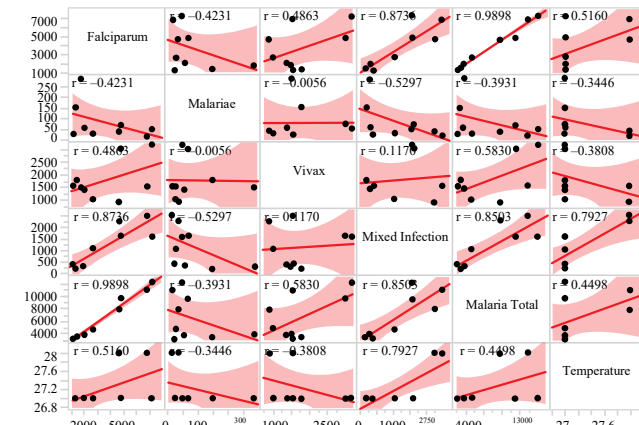 7000 5000 3000 1000 Falciparum r = -0.4231 r = 0.4863 r = 0.8736 r = 0.9898 r = 0.5160
250 200 150 100 50 0 r = -0.4231 Malariae r = -0.0056 r = -0.5297 r = -0.3931 r = -0.3446
2500 2000 1500 1000 r = 0.4863 r = -0.0056 Vivax r = 0.1170 r = 0.5830 r = -0.3808
2000 1500 1000 500 0 r = 0.8736 r = -0.5297 r = 0.1170 Mixed Infection r = 0.8503 r = 0.7927
10000 8000 6000 4000 r = 0.9898 r = -0.3931 r = 0.5830 r = 0.8503 Malaria Total r = 0.4498
28 27.6 27.2 26.8 r = 0.5160 r = -0.3446 r = -0.3808 r = 0.7927 r = 0.4498 Temperature
2000 5000 0 100 300 1000 2500 0 1000 2750 4000 13000 27 27.6